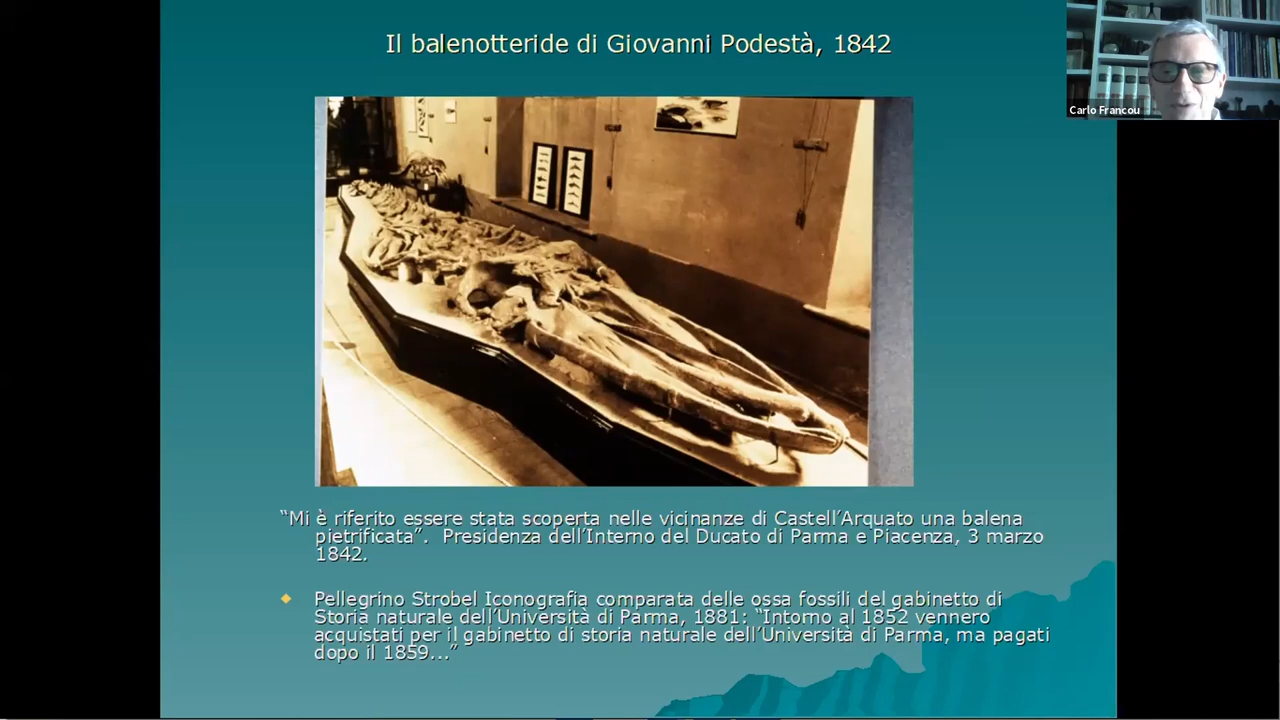 Il balenotteride di Giovanni Podestà, 1842
Carlo Francou
“Mi è riferito essere stata scoperta nelle vicinanze di Castell’Arquato una balena
pietrificata”.  Presidenza dell’Interno del Ducato di Parma e Piacenza, 3 marzo
1842.
Pellegrino Strobel Iconografia comparata delle ossa fossili del gabinetto di
Storia naturale dell’Università di Parma, 1881: “Intorno al 1852 vennero
acquistati per il gabinetto di storia naturale dell’Università di Parma, ma pagati
dopo il 1859...”